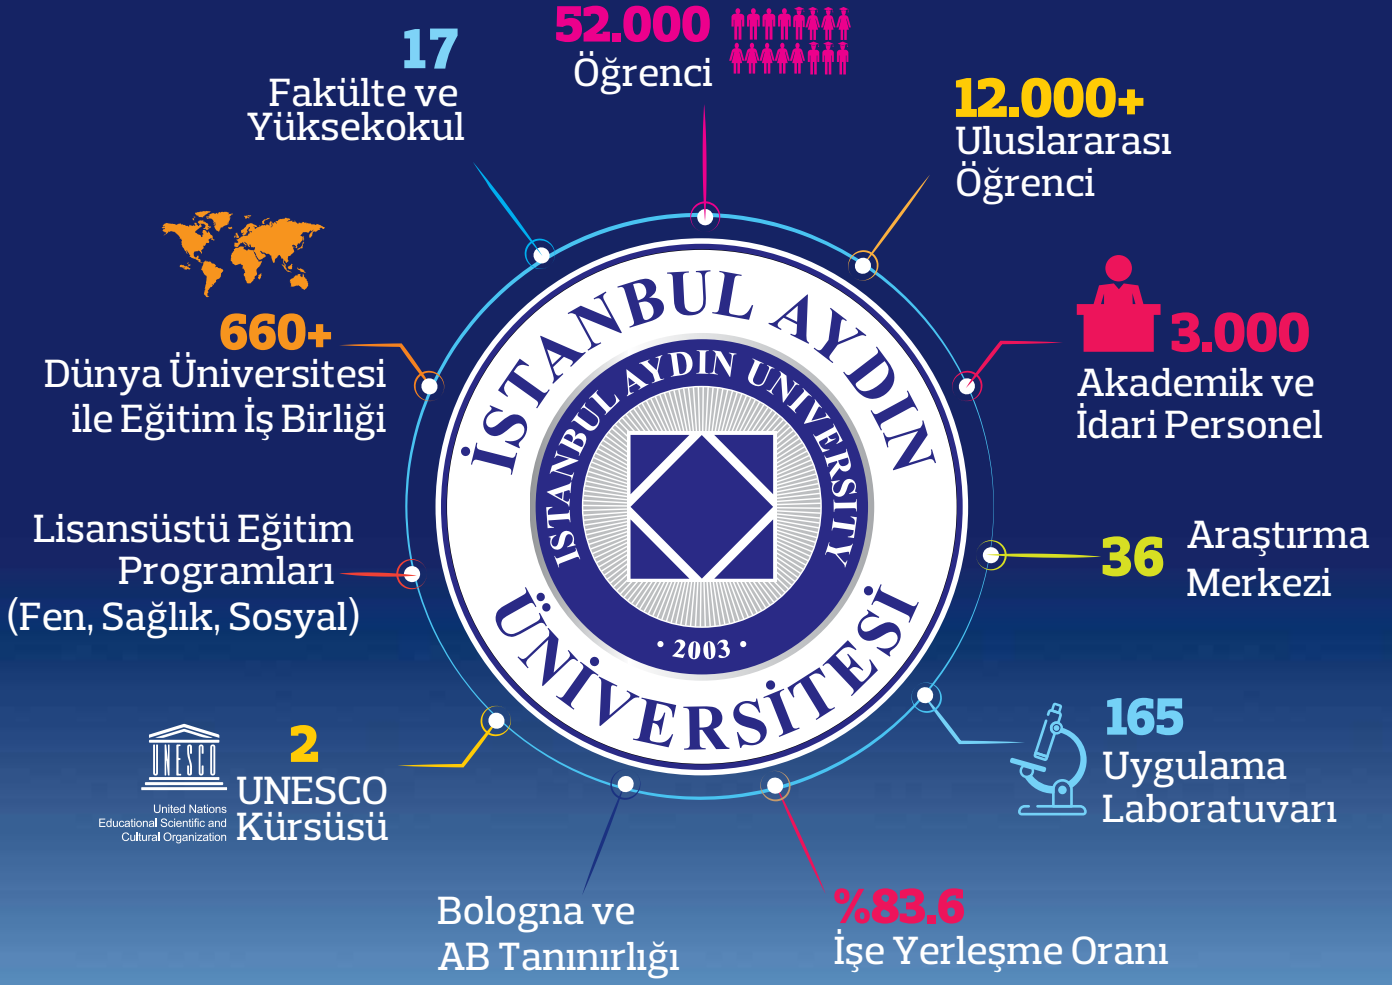 52.000
Öğrenci
17
Fakülte ve
Yüksekokul
12.000+
Uluslararası
Öğrenci
660+
Dünya Üniversitesi
ile Eğitim İş Birliği
3.000
Akademik ve
İdari Personel
İSTANBUL AYDIN
ÜNİVERSİTESİ
ISTANBUL AYDIN UNIVERSITY
· 2003 ·
Lisansüstü Eğitim
Programları
(Fen, Sağlık, Sosyal)
36
Araştırma
Merkezi
2
UNESCO
Kürsüsü
UNESCO
United Nations
Educational Scientific and
Cultural Organization
165
Uygulama
Laboratuvarı
Bologna ve
AB Tanınırlığı
%83.6
İşe Yerleşme Oranı